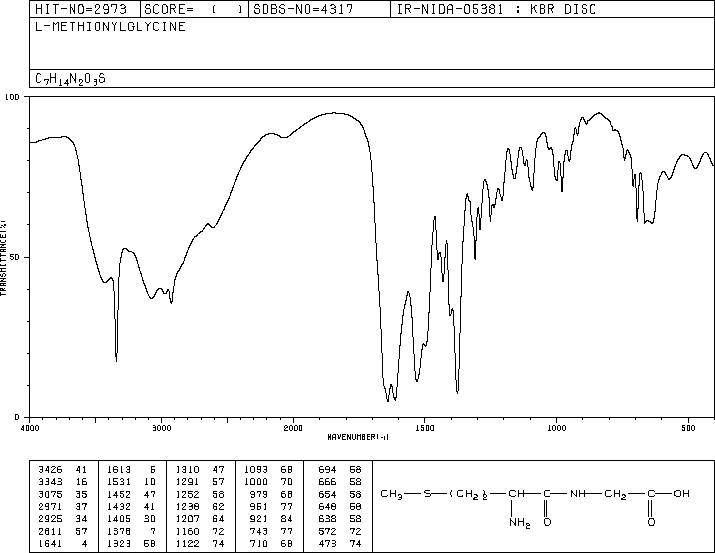 HIT-NO=2973 SCORE= ( ) SDBS-NO=4317 IR-NIDA-05381 : KBR DISC
L-METHIONYLGLYCINE
C7H14N2O3S
100
50
0
TRANSMITTANCE(%)
4000 3000 2000 1500 1000 500
WAVENUMBER(-1)
3426 41 1613 6 1310 47 1093 68 694 58
3343 16 1531 10 1291 57 1000 70 666 58
3075 35 1452 47 1252 58 979 68 654 58
2971 37 1432 41 1238 62 951 77 648 58
2925 34 1405 30 1207 64 921 84 638 58
2611 57 1378 7 1160 72 743 77 572 72
1641 4 1323 68 1122 74 710 68 473 74
CH3 S (CH2)2 CH C NH CH2 C OH
NH2 O O